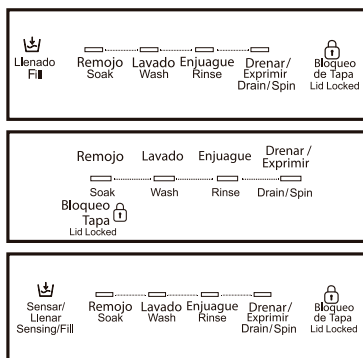 Llenado
Fill
Remojo
Soak
Lavado
Wash
Enjuague
Rinse
Drenar/
Exprimir
Drain/Spin
Bloqueo
de Tapa
Lid Locked
Remojo
Lavado
Enjuague
Drenar /
Exprimir
Soak
Wash
Rinse
Drain/Spin
Bloqueo
Tapa
Lid Locked
Sensar/
Llenar
Sensing/Fill
Remojo
Soak
Lavado
Wash
Enjuague
Rinse
Drenar/
Exprimir
Drain/Spin
Bloqueo
de Tapa
Lid Locked